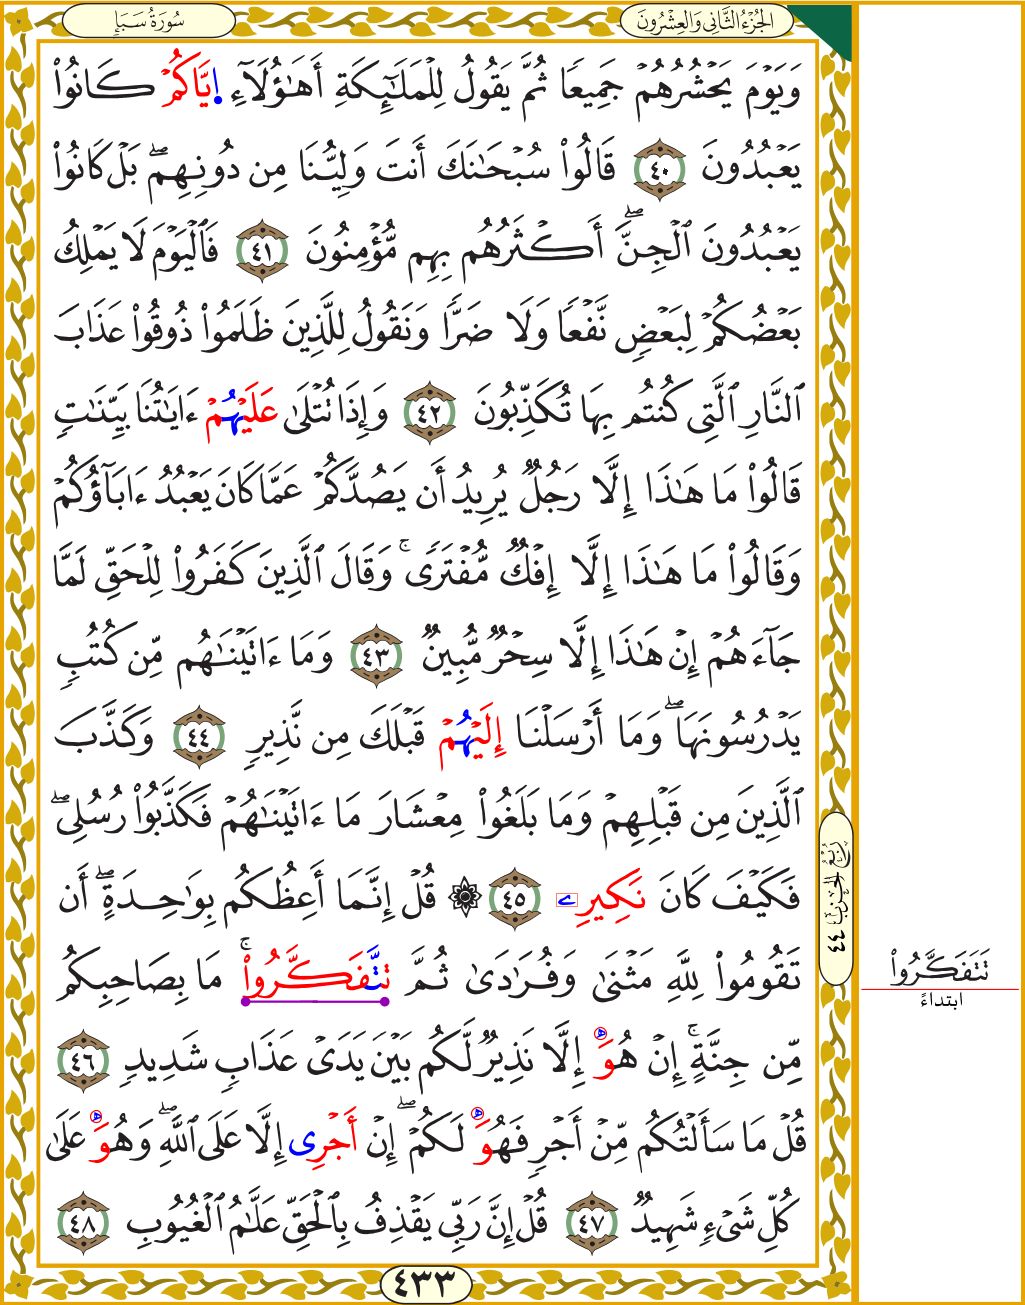 سُورَةُ سَبَإٍ
الجُزْءُ الثَّانِي وَالعِشْرُونَ
وَيَوْمَ يَحْشُرُهُمْ جَمِيعًا ثُمَّ يَقُولُ لِلْمَلَٰٓئِكَةِ أَهَٰٓؤُلَآءِ إِيَّاكُمْ كَانُوا۟
يَعْبُدُونَ ٤٠ قَالُوا۟ سُبْحَٰنَكَ أَنتَ وَلِيُّنَا مِن دُونِهِم ۖ بَلْ كَانُوا۟
يَعْبُدُونَ ٱلْجِنَّ ۖ أَكْثَرُهُم بِهِم مُّؤْمِنُونَ ٤١ فَٱلْيَوْمَ لَا يَمْلِكُ
بَعْضُكُمْ لِبَعْضٍ نَّفْعًا وَلَا ضَرًّا وَنَقُولُ لِلَّذِينَ ظَلَمُوا۟ ذُوقُوا۟ عَذَابَ
ٱلنَّارِ ٱلَّتِى كُنتُم بِهَا تُكَذِّبُونَ ٤٢ وَإِذَا تُتْلَىٰ عَلَيْهُمْ ءَايَٰتُنَا بَيِّنَٰتٍ
قَالُوا۟ مَا هَٰذَا إِلَّا رَجُلٌ يُرِيدُ أَن يَصُدَّكُمْ عَمَّا كَانَ يَعْبُدُ ءَابَآؤُكُمْ
وَقَالُوا۟ مَا هَٰذَا إِلَّا إِفْكٌ مُّفْتَرًى ۚ وَقَالَ ٱلَّذِينَ كَفَرُوا۟ لِلْحَقِّ لَمَّا
جَآءَهُمْ إِنْ هَٰذَا إِلَّا سِحْرٌ مُّبِينٌ ٤٣ وَمَا ءَاتَيْنَٰهُم مِّن كُتُبٍ
يَدْرُسُونَهَا ۖ وَمَا أَرْسَلْنَا إِلَيْهُمْ قَبْلَكَ مِن نَّذِيرٍ ٤٤ وَكَذَّبَ
ٱلَّذِينَ مِن قَبْلِهِمْ وَمَا بَلَغُوا۟ مِعْشَارَ مَا ءَاتَيْنَٰهُمْ فَكَذَّبُوا۟ رُسُلِى ۖ
فَكَيْفَ كَانَ نَكِيرِۦ ٤٥ ۞ قُلْ إِنَّمَا أَعِظُكُم بِوَٰحِدَةٍ ۖ أَن
تَقُومُوا۟ لِلَّهِ مَثْنَىٰ وَفُرَٰدَىٰ ثُمَّ تَّتَفَكَّرُوا۟ ۚ مَا بِصَاحِبِكُم
مِّن جِنَّةٍ ۚ إِنْ هُوَ إِلَّا نَذِيرٌ لَّكُم بَيْنَ يَدَىْ عَذَابٍ شَدِيدٍ ٤٦
قُلْ مَا سَأَلْتُكُم مِّنْ أَجْرٍ فَهُوَ لَكُمْ ۖ إِنْ أَجْرِى إِلَّا عَلَى ٱللَّهِ ۖ وَهُوَ عَلَىٰ
كُلِّ شَىْءٍ شَهِيدٌ ٤٧ قُلْ إِنَّ رَبِّى يَقْذِفُ بِٱلْحَقِّ عَلَّٰمُ ٱلْغُيُوبِ ٤٨
رُبْعُ الحِزْبِ ٤٤
تَتَفَكَّرُوا۟
ابتداءً
٤٣٣